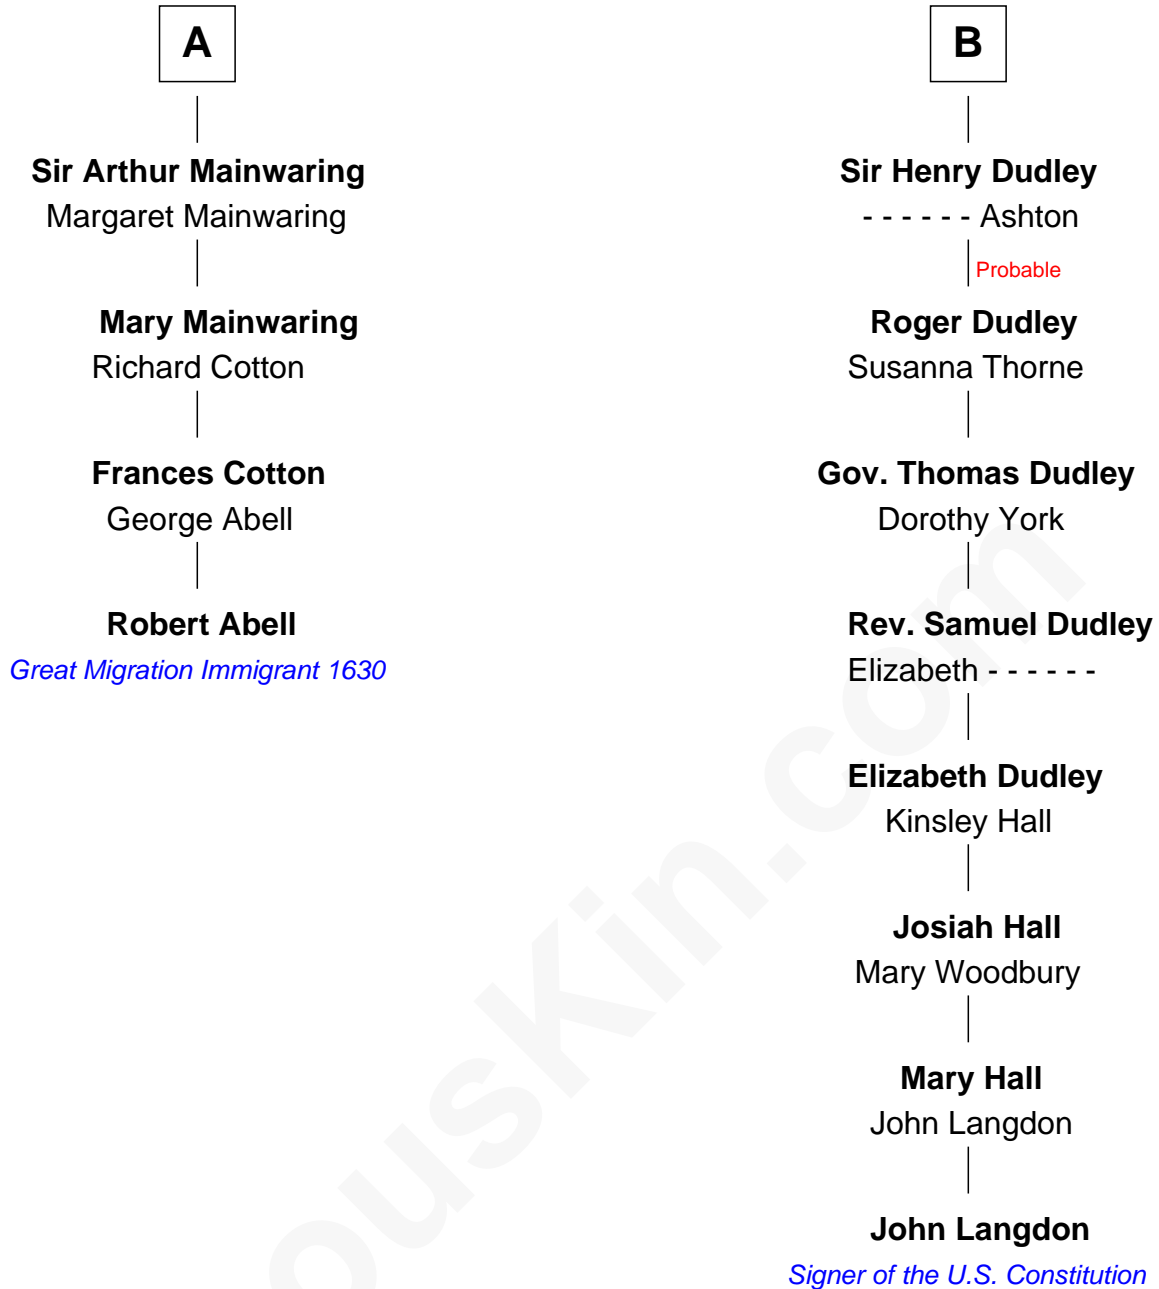 A
Sir Arthur Mainwaring
Margaret Mainwaring
Mary Mainwaring
Richard Cotton
Frances Cotton
George Abell
Robert Abell
Great Migration Immigrant 1630
B
Sir Henry Dudley
- - - - - - Ashton
Probable
Roger Dudley
Susanna Thorne
Gov. Thomas Dudley
Dorothy York
Rev. Samuel Dudley
Elizabeth - - - - - -
Elizabeth Dudley
Kinsley Hall
Josiah Hall
Mary Woodbury
Mary Hall
John Langdon
John Langdon
Signer of the U.S. Constitution
ousKin.com